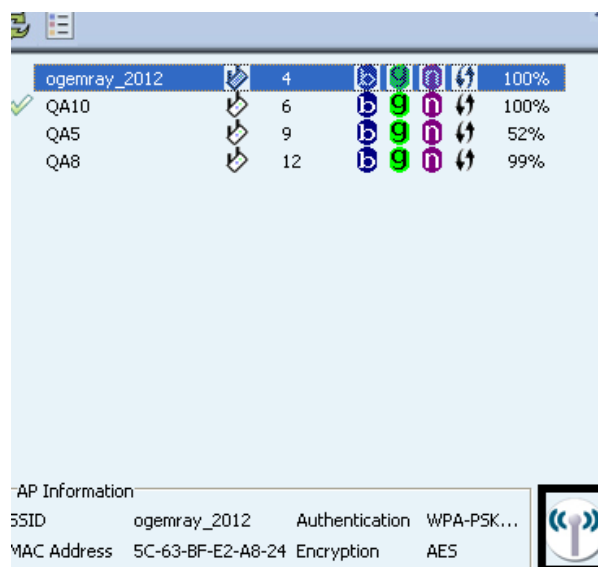 ogemray_2012 4 b g n 100%
QA10 6 b g n 100%
QA5 9 b g n 52%
QA8 12 b g n 99%
AP Information
SSID ogemray_2012 Authentication WPA-PSK...
MAC Address 5C-63-BF-E2-A8-24 Encryption AES